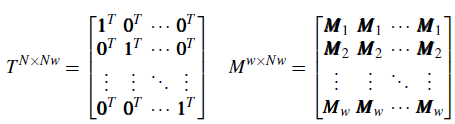 T^{N×Nw} = [ 1^T 0^T ⋯ 0^T ; 0^T 1^T ⋯ 0^T ; ⋮ ⋮ ⋱ ⋮ ; 0^T 0^T ⋯ 1^T ]
M^{w×Nw} = [ M_1 M_1 ⋯ M_1 ; M_2 M_2 ⋯ M_2 ; ⋮ ⋮ ⋱ ⋮ ; M_w M_w ⋯ M_w ]